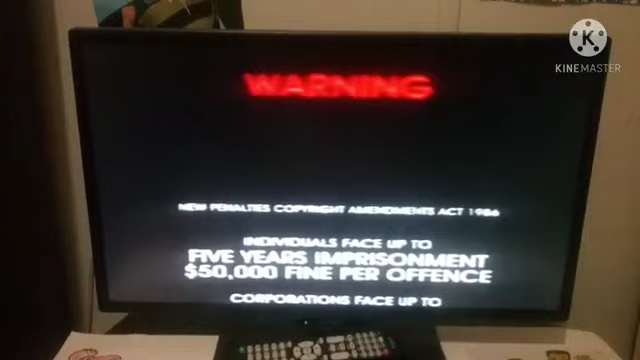 K
KINEMASTER
WARNING
NEW PENALTIES COPYRIGHT AMENDMENTS ACT 1986
INDIVIDUALS FACE UP TO
FIVE YEARS IMPRISONMENT
$50,000 FINE PER OFFENCE
CORPORATIONS FACE UP TO